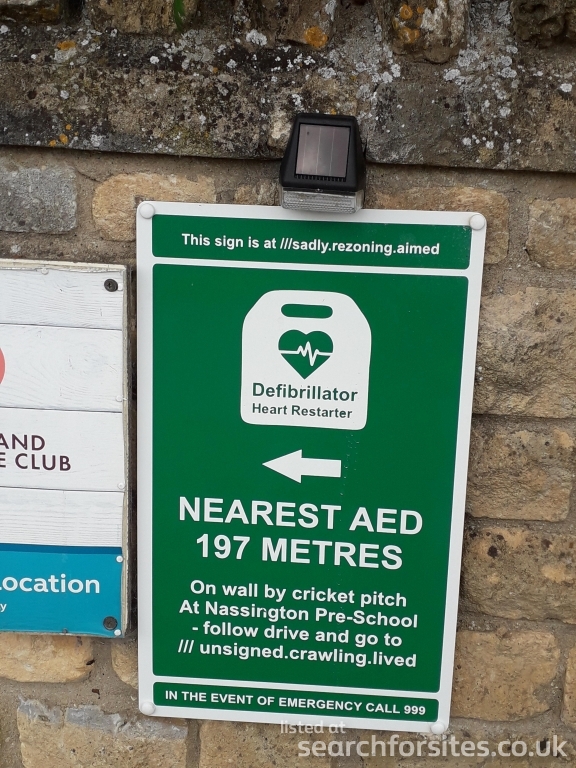 This sign is at ///sadly.rezoning.aimed
Defibrillator
Heart Restarter
NEAREST AED
197 METRES
On wall by cricket pitch
At Nassington Pre-School
- follow drive and go to
/// unsigned.crawling.lived
IN THE EVENT OF EMERGENCY CALL 999
AND
E CLUB
ocation
y
listed at
searchforsites.co.uk